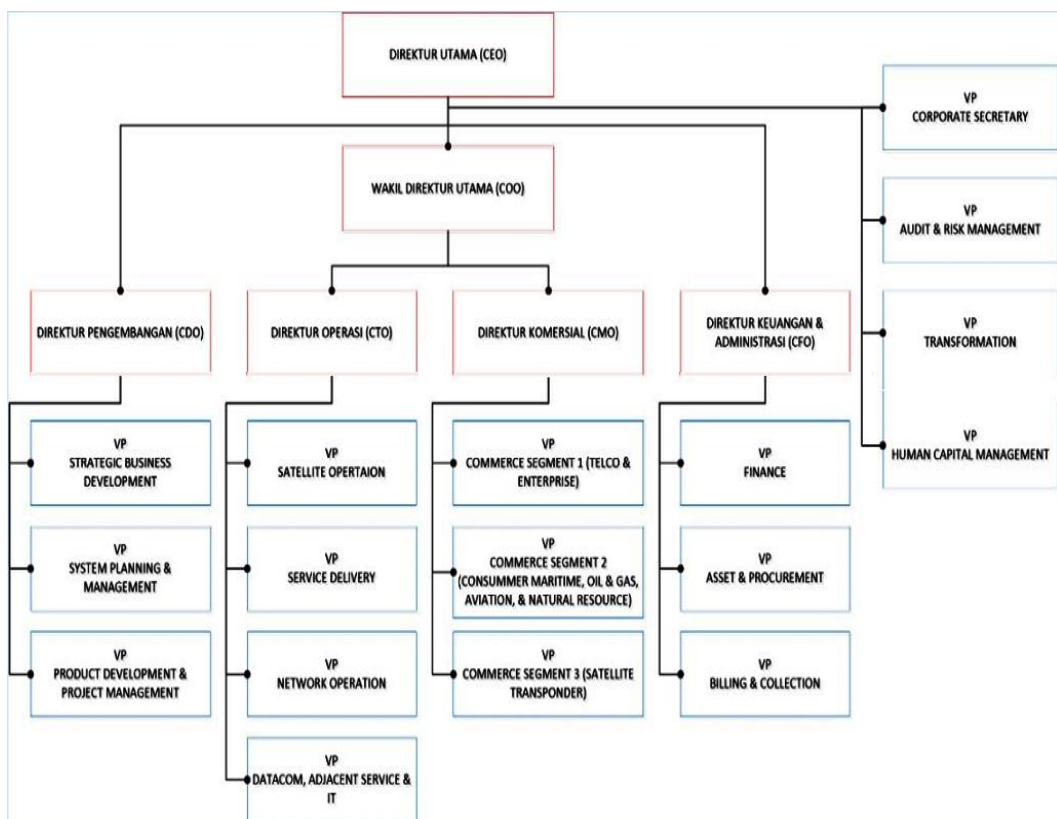 DIREKTUR UTAMA (CEO)
VP
CORPORATE SECRETARY
WAKIL DIREKTUR UTAMA (COO)
VP
AUDIT & RISK MANAGEMENT
DIREKTUR PENGEMBANGAN (CDO)
DIREKTUR OPERASI (CTO)
DIREKTUR KOMERSIAL (CMO)
DIREKTUR KEUANGAN &
ADMINISTRASI (CFO)
VP
TRANSFORMATION
VP
HUMAN CAPITAL MANAGEMENT
VP
STRATEGIC BUSINESS
DEVELOPMENT
VP
SATELLITE OPERTAION
VP
COMMERCE SEGMENT 1 (TELCO &
ENTERPRISE)
VP
FINANCE
VP
SYSTEM PLANNING &
MANAGEMENT
VP
SERVICE DELIVERY
VP
COMMERCE SEGMENT 2
(CONSUMMER MARITIME, OIL & GAS,
AVIATION, & NATURAL RESOURCE)
VP
ASSET & PROCUREMENT
VP
PRODUCT DEVELOPMENT &
PROJECT MANAGEMENT
VP
NETWORK OPERATION
VP
COMMERCE SEGMENT 3 (SATELLITE
TRANSPONDER)
VP
BILLING & COLLECTION
VP
DATACOM, ADJACENT SERVICE &
IT